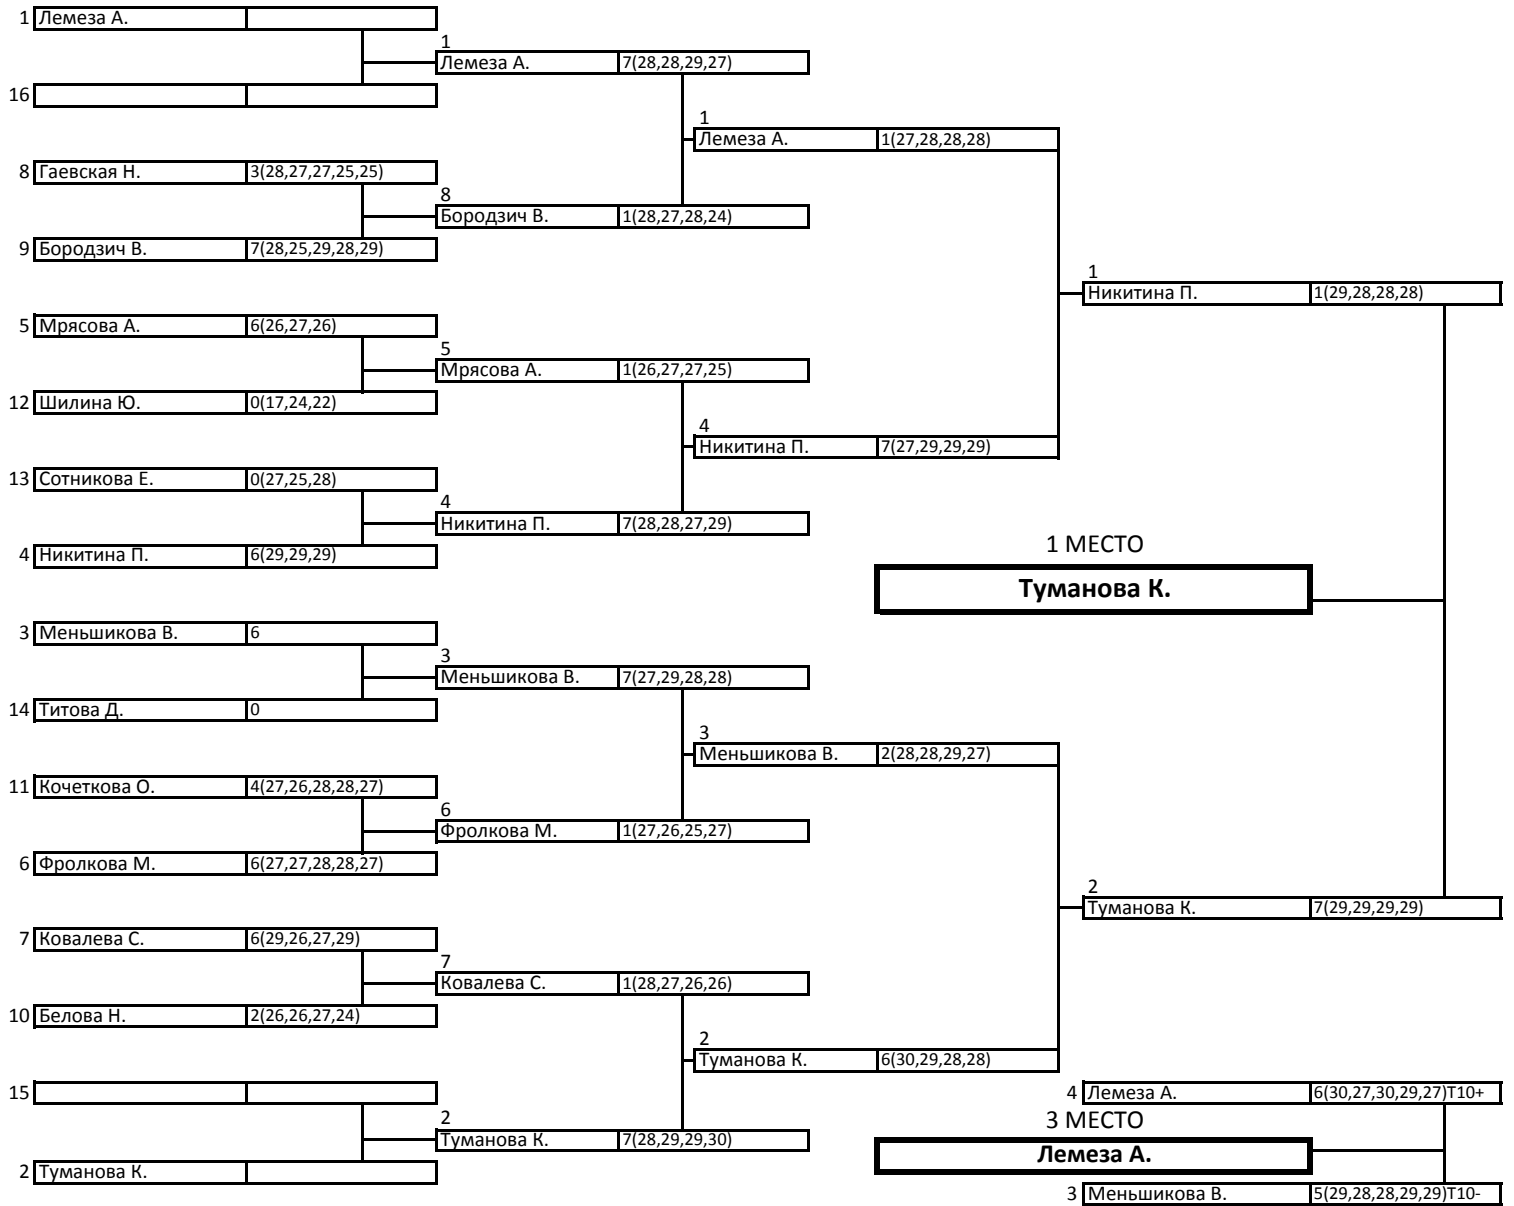 1 Лемеза А.
1
Лемеза А. 7(28,28,29,27)
16
1
Лемеза А. 1(27,28,28,28)
8 Гаевская Н. 3(28,27,27,25,25)
8
Бородзич В. 1(28,27,28,24)
9 Бородзич В. 7(28,25,29,28,29)
1
Никитина П. 1(29,28,28,28)
5 Мрясова А. 6(26,27,26)
5
Мрясова А. 1(26,27,27,25)
12 Шилина Ю. 0(17,24,22)
4
Никитина П. 7(27,29,29,29)
13 Сотникова Е. 0(27,25,28)
4
Никитина П. 7(28,28,27,29)
4 Никитина П. 6(29,29,29)
1 МЕСТО
Туманова К.
3 Меньшикова В. 6
3
Меньшикова В. 7(27,29,28,28)
14 Титова Д. 0
3
Меньшикова В. 2(28,28,29,27)
11 Кочеткова О. 4(27,26,28,28,27)
6
Фролкова М. 1(27,26,25,27)
6 Фролкова М. 6(27,27,28,28,27)
2
Туманова К. 7(29,29,29,29)
7 Ковалева С. 6(29,26,27,29)
7
Ковалева С. 1(28,27,26,26)
10 Белова Н. 2(26,26,27,24)
2
Туманова К. 6(30,29,28,28)
15
4 Лемеза А. 6(30,27,30,29,27)Т10+
2
Туманова К. 7(28,29,29,30)
3 МЕСТО
Лемеза А.
2 Туманова К.
3 Меньшикова В. 5(29,28,28,29,29)Т10-